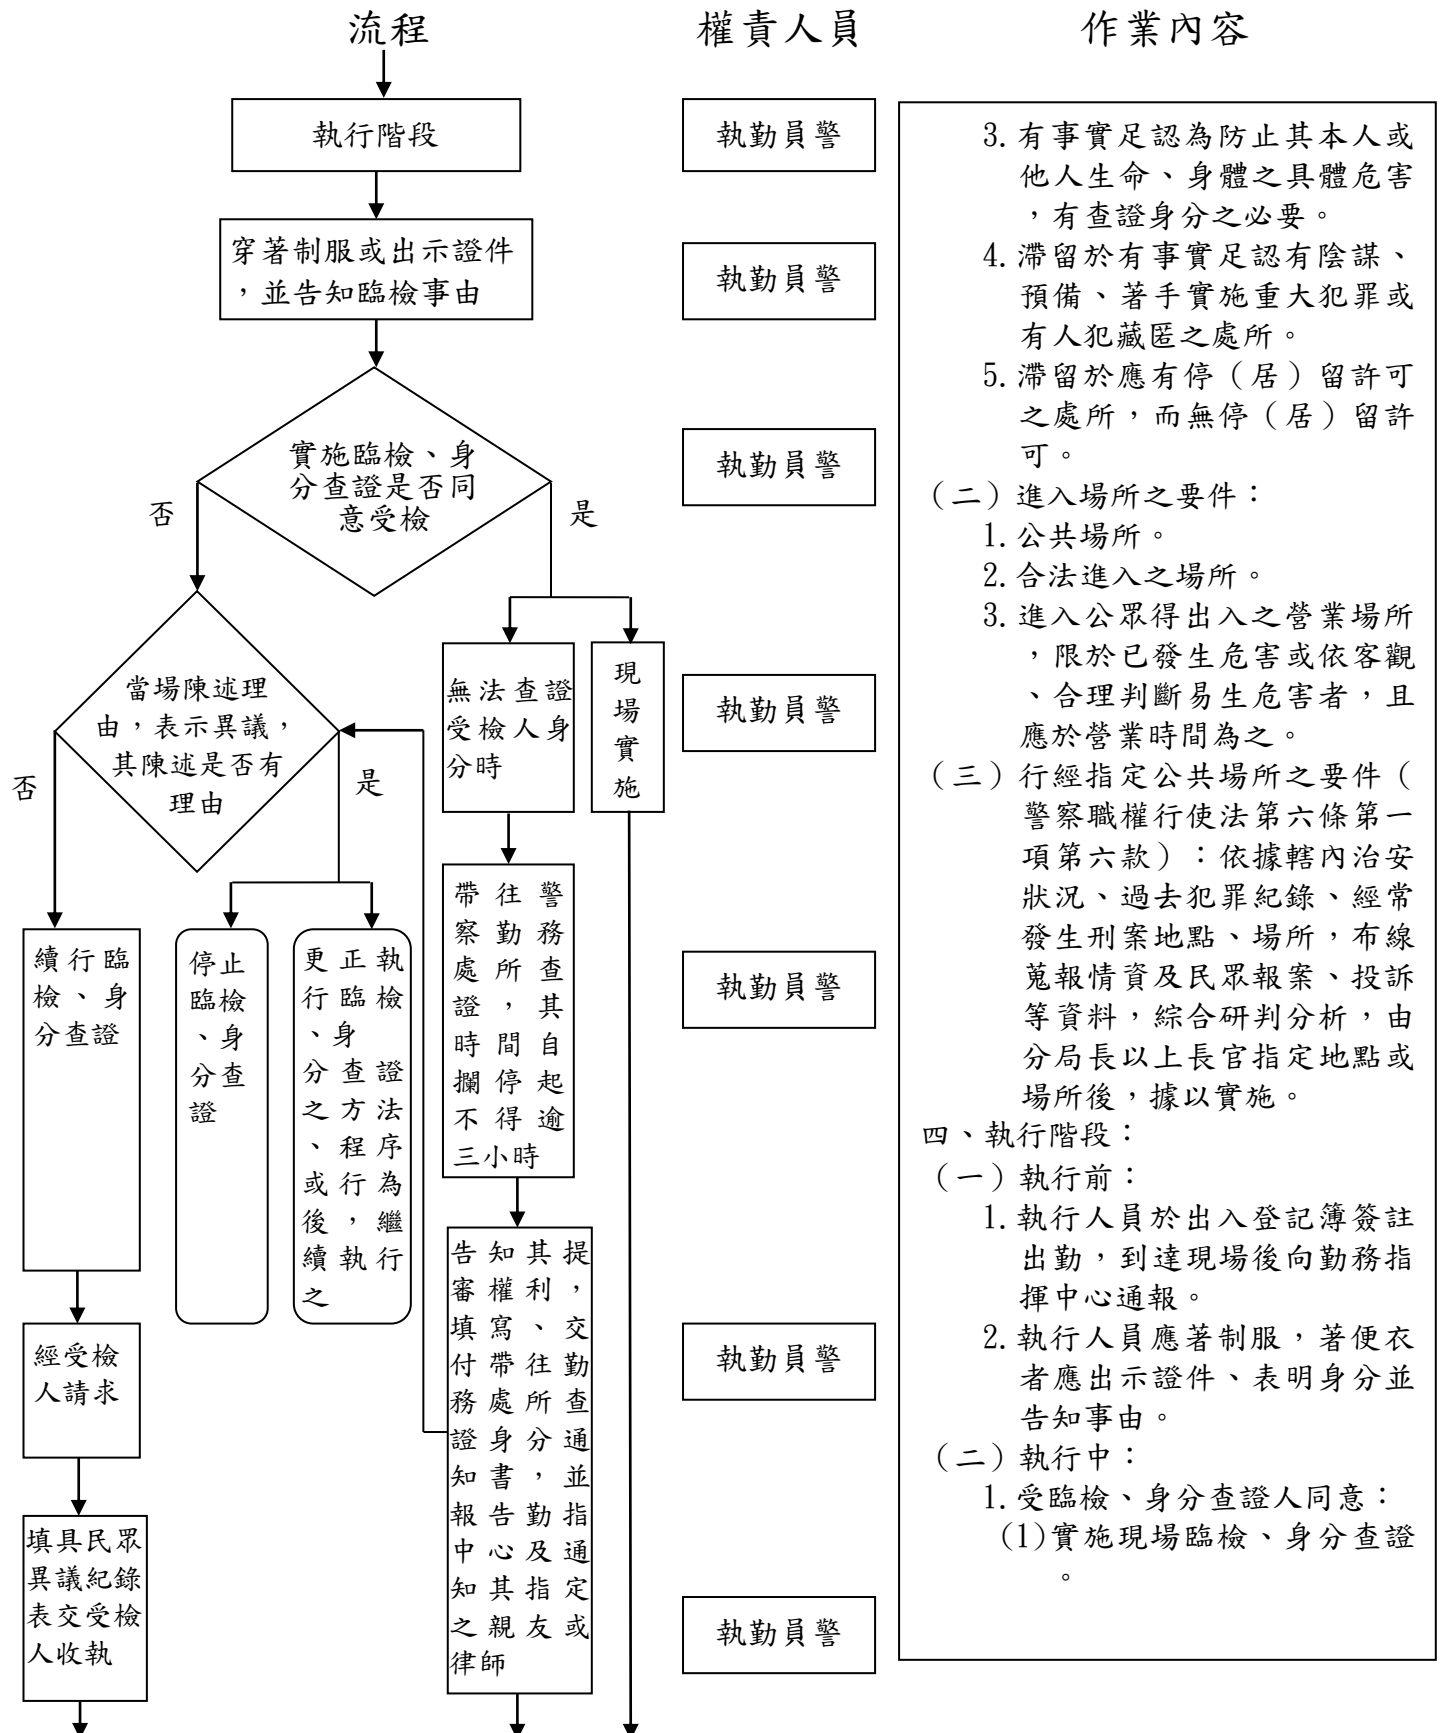 流程
權責人員
作業內容
執行階段
穿著制服或出示證件
，並告知臨檢事由
實施臨檢、身
分查證是否同
意受檢
否
是
當場陳述理
由，表示異議，
其陳述是否有
理由
否
是
無法查證
受檢人身
分時
現
場
實
施
帶往警
察勤務
處所查
證，其
時間自
攔停起
不得逾
三小時
續行臨
檢、身
分查證
停止
臨檢
、身
分查
證
更正執
行臨檢
、身
分查證
之方法
、程序
或行為
後，繼
續執行
之
告知其提
審權利，
填寫、交
付帶往勤
務處所查
證身分通
知書，並
報告勤指
中心及通
知其指定
之親友或
律師
經受檢
人請求
填具民眾
異議紀錄
表交受檢
人收執
執勤員警
執勤員警
執勤員警
執勤員警
執勤員警
執勤員警
執勤員警
3.有事實足認為防止其本人或
他人生命、身體之具體危害
，有查證身分之必要。
4.滯留於有事實足認有陰謀、
預備、著手實施重大犯罪或
有人犯藏匿之處所。
5.滯留於應有停（居）留許可
之處所，而無停（居）留許
可。
（二）進入場所之要件：
1.公共場所。
2.合法進入之場所。
3.進入公眾得出入之營業場所
，限於已發生危害或依客觀
、合理判斷易生危害者，且
應於營業時間為之。
（三）行經指定公共場所之要件（
警察職權行使法第六條第一
項第六款）：依據轄內治安
狀況、過去犯罪紀錄、經常
發生刑案地點、場所，布線
蒐報情資及民眾報案、投訴
等資料，綜合研判分析，由
分局長以上長官指定地點或
場所後，據以實施。
四、執行階段：
（一）執行前：
1.執行人員於出入登記簿簽註
出勤，到達現場後向勤務指
揮中心通報。
2.執行人員應著制服，著便衣
者應出示證件、表明身分並
告知事由。
（二）執行中：
1.受臨檢、身分查證人同意：
(1)實施現場臨檢、身分查證
。